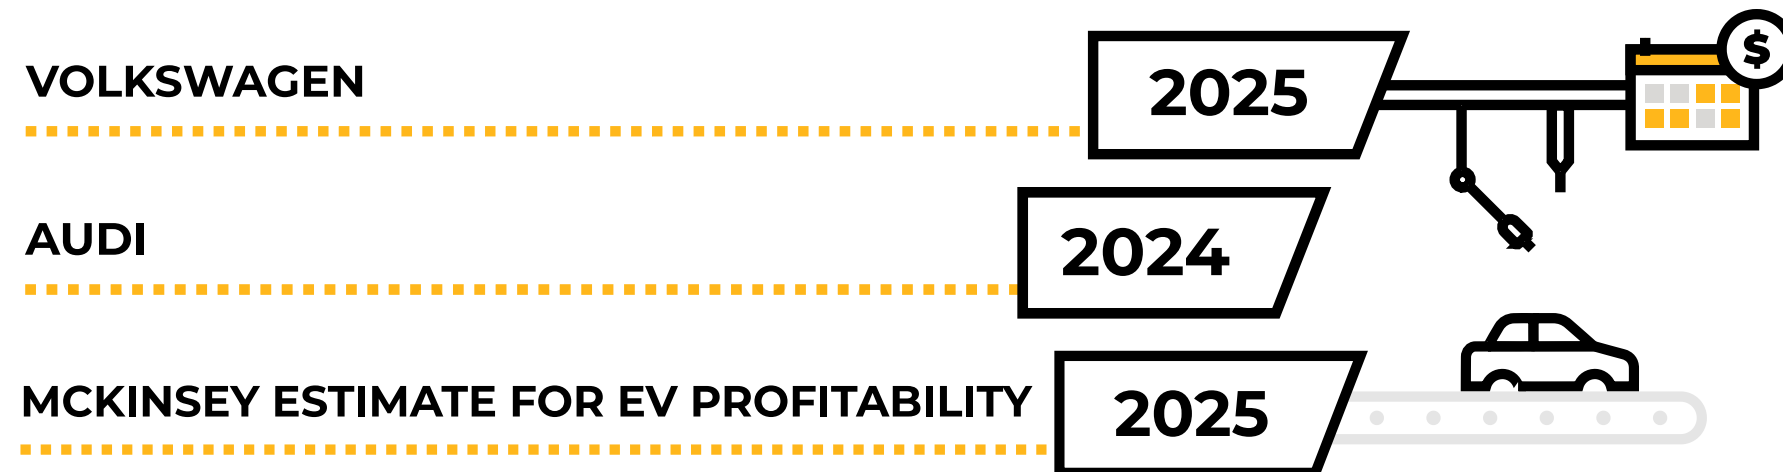 VOLKSWAGEN 2025
$
AUDI 2024
MCKINSEY ESTIMATE FOR EV PROFITABILITY 2025